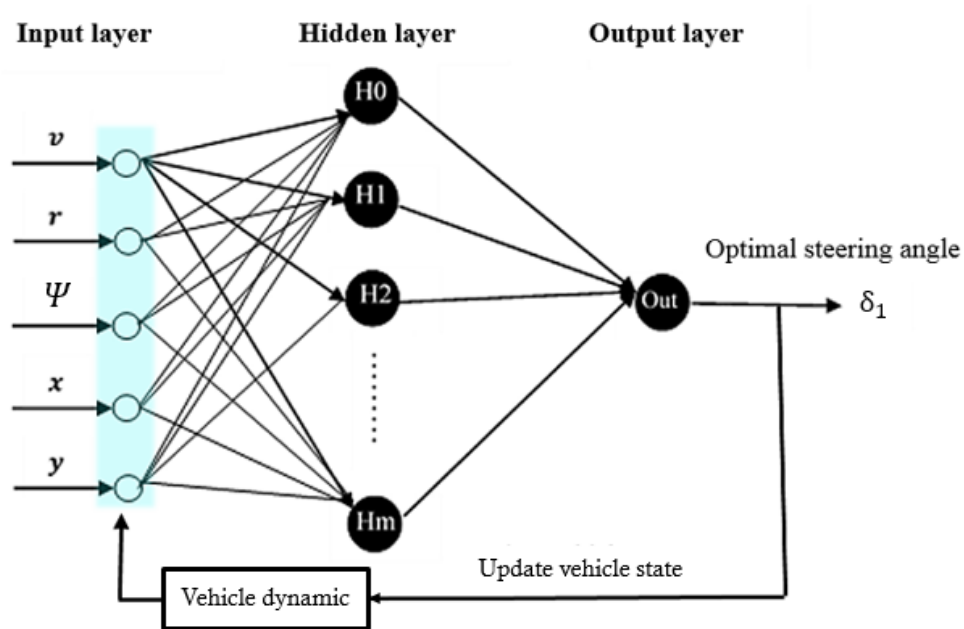 Input layer
Hidden layer
Output layer
v
r
Ψ
x
y
H0
H1
H2
Hm
Out
Optimal steering angle
δ₁
Update vehicle state
Vehicle dynamic